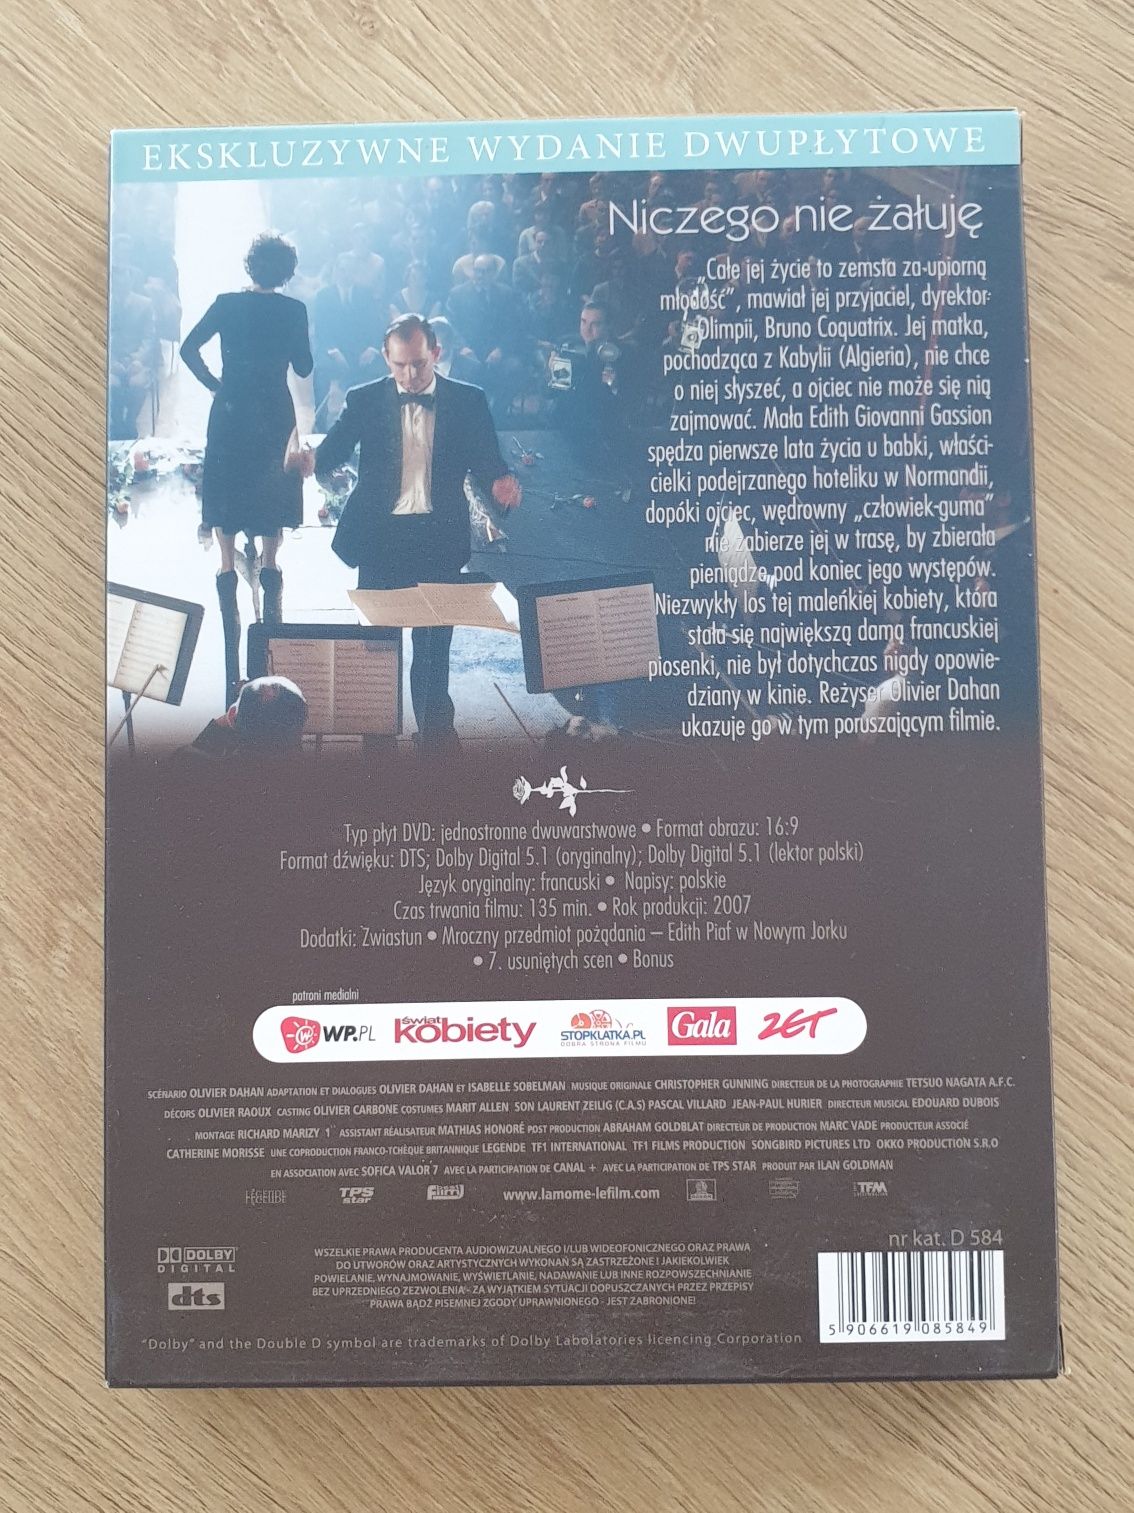 EKSKLUZYWNE WYDANIE DWUPŁYTOWE
Niczego nie żałuję
„Całe jej życie to zemsta za upiorną
młodość”, mawiał jej przyjaciel, dyrektor
Olimpii, Bruno Coquatrix. Jej matka,
pochodząca z Kabylii (Algieria), nie chce
o niej słyszeć, a ojciec nie może się nią
zajmować. Mała Edith Giovanni Gassion
spędza pierwsze lata życia u babki, właści-
cielki podejrzanego hoteliku w Normandii,
dopóki ojciec, wędrowny „człowiek-guma”
nie zabierze jej w trasę, by zbierała
pieniądze pod koniec jego występów.
Niezwykły los tej maleńkiej kobiety, która
stała się największą damą francuskiej
piosenki, nie był dotychczas nigdy opowie-
dziany w kinie. Reżyser Olivier Dahan
ukazuje go w tym poruszającym filmie.
Typ płyt DVD: jednostronne dwuwarstwowe • Format obrazu: 16:9
Format dźwięku: DTS; Dolby Digital 5.1 (oryginalny); Dolby Digital 5.1 (lektor polski)
Język oryginalny: francuski • Napisy: polskie
Czas trwania filmu: 135 min. • Rok produkcji: 2007
Dodatki: Zwiastun • Mroczny przedmiot pożądania – Edith Piaf w Nowym Jorku
• 7. usuniętych scen • Bonus
patroni medialni
WP.PL świat kobiety STOPKLATKA.PL DOBRA STRONA FILMU Gala ZET
SCÉNARIO OLIVIER DAHAN ADAPTATION ET DIALOGUES OLIVIER DAHAN ET ISABELLE SOBELMAN MUSIQUE ORIGINALE CHRISTOPHER GUNNING DIRECTEUR DE LA PHOTOGRAPHIE TETSUO NAGATA A.F.C.
DÉCORS OLIVIER RAOUX CASTING OLIVIER CARBONE COSTUMES MARIT ALLEN SON LAURENT ZEILIG (C.A.S) PASCAL VILLARD JEAN-PAUL HURIER DIRECTEUR MUSICAL EDOUARD DUBOIS
MONTAGE RICHARD MARIZY 1" ASSISTANT RÉALISATEUR MATHIAS HONORÉ POST PRODUCTION ABRAHAM GOLDBLAT DIRECTEUR DE PRODUCTION MARC VADE PRODUCTEUR ASSOCIÉ
CATHERINE MORISSE UNE COPRODUCTION FRANCO-TCHÈQUE BRITANNIQUE LEGENDE TF1 INTERNATIONAL TF1 FILMS PRODUCTION SONGBIRD PICTURES LTD OKKO PRODUCTION S.R.O
EN ASSOCIATION AVEC SOFICA VALOR 7 AVEC LA PARTICIPATION DE CANAL + AVEC LA PARTICIPATION DE TPS STAR PRODUIT PAR ILAN GOLDMAN
LÉGENDE TPS star best film www.lamome-lefilm.com TFM
nr kat. D 584
DOLBY DIGITAL
dts
WSZELKIE PRAWA PRODUCENTA AUDIOWIZUALNEGO I/LUB WIDEOFONICZNEGO ORAZ PRAWA
DO UTWORÓW ORAZ ARTYSTYCZNYCH WYKONAŃ SĄ ZASTRZEŻONE ! JAKIEKOLWIEK
POWIELANIE, WYNAJMOWANIE, WYŚWIETLANIE, NADAWANIE LUB INNE ROZPOWSZECHNIANIE
BEZ UPRZEDNIEGO ZEZWOLENIA - ZA WYJĄTKIEM SYTUACJI DOPUSZCZANYCH PRZEZ PRZEPISY
PRAWA BĄDŹ PISEMNEJ ZGODY UPRAWNIONEGO - JEST ZABRONIONE!
5 906619 085849
“Dolby” and the Double D symbol are trademarks of Dolby Labolatories licencing Corporation